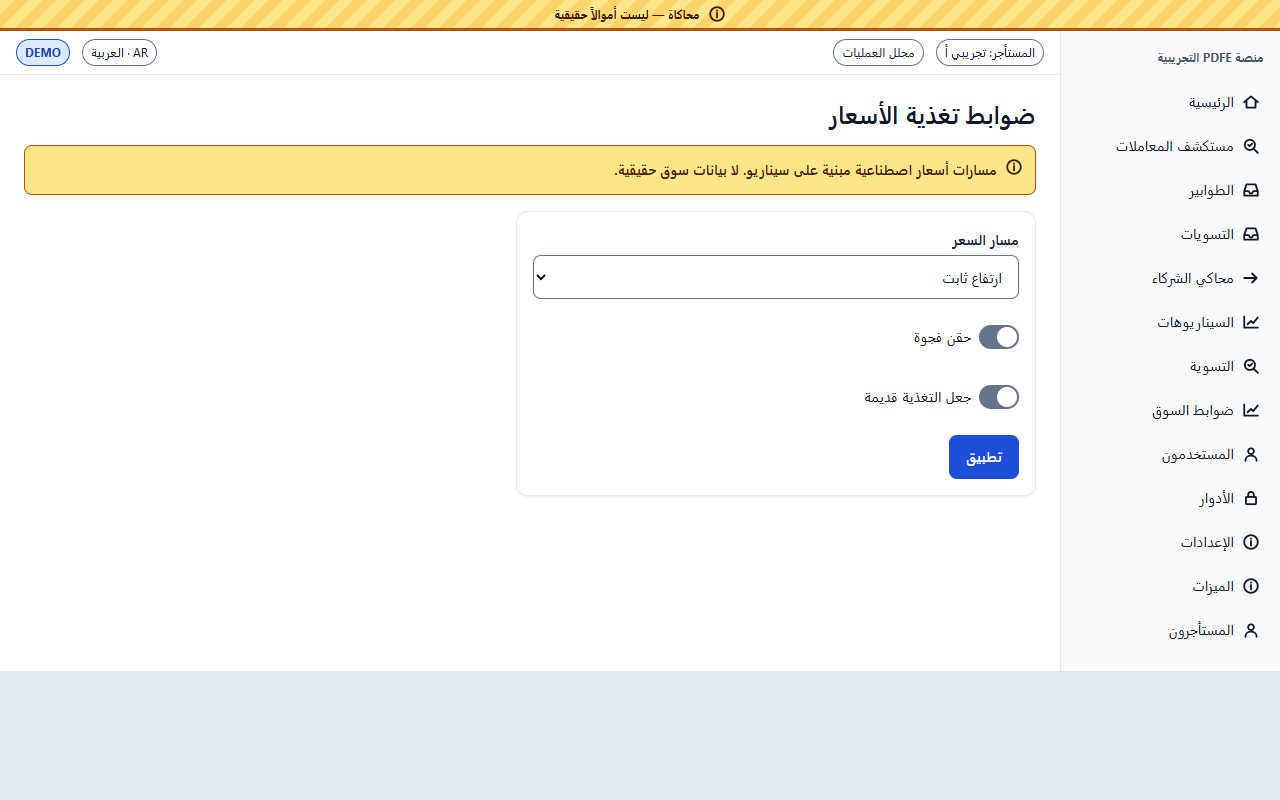 محاكاة — ليست أموالاً حقيقية
منصة PDFE التجريبية
الرئيسية
مستكشف المعاملات
الطوابير
التسويات
محاكي الشركاء
السيناريوهات
التسوية
ضوابط السوق
المستخدمون
الأدوار
الإعدادات
الميزات
المستأجرون
المستأجر: تجريبي أ
محلل العمليات
AR · العربية
DEMO
ضوابط تغذية الأسعار
مسارات أسعار اصطناعية مبنية على سيناريو. لا بيانات سوق حقيقية.
مسار السعر
ارتفاع ثابت
حقن فجوة
جعل التغذية قديمة
تطبيق